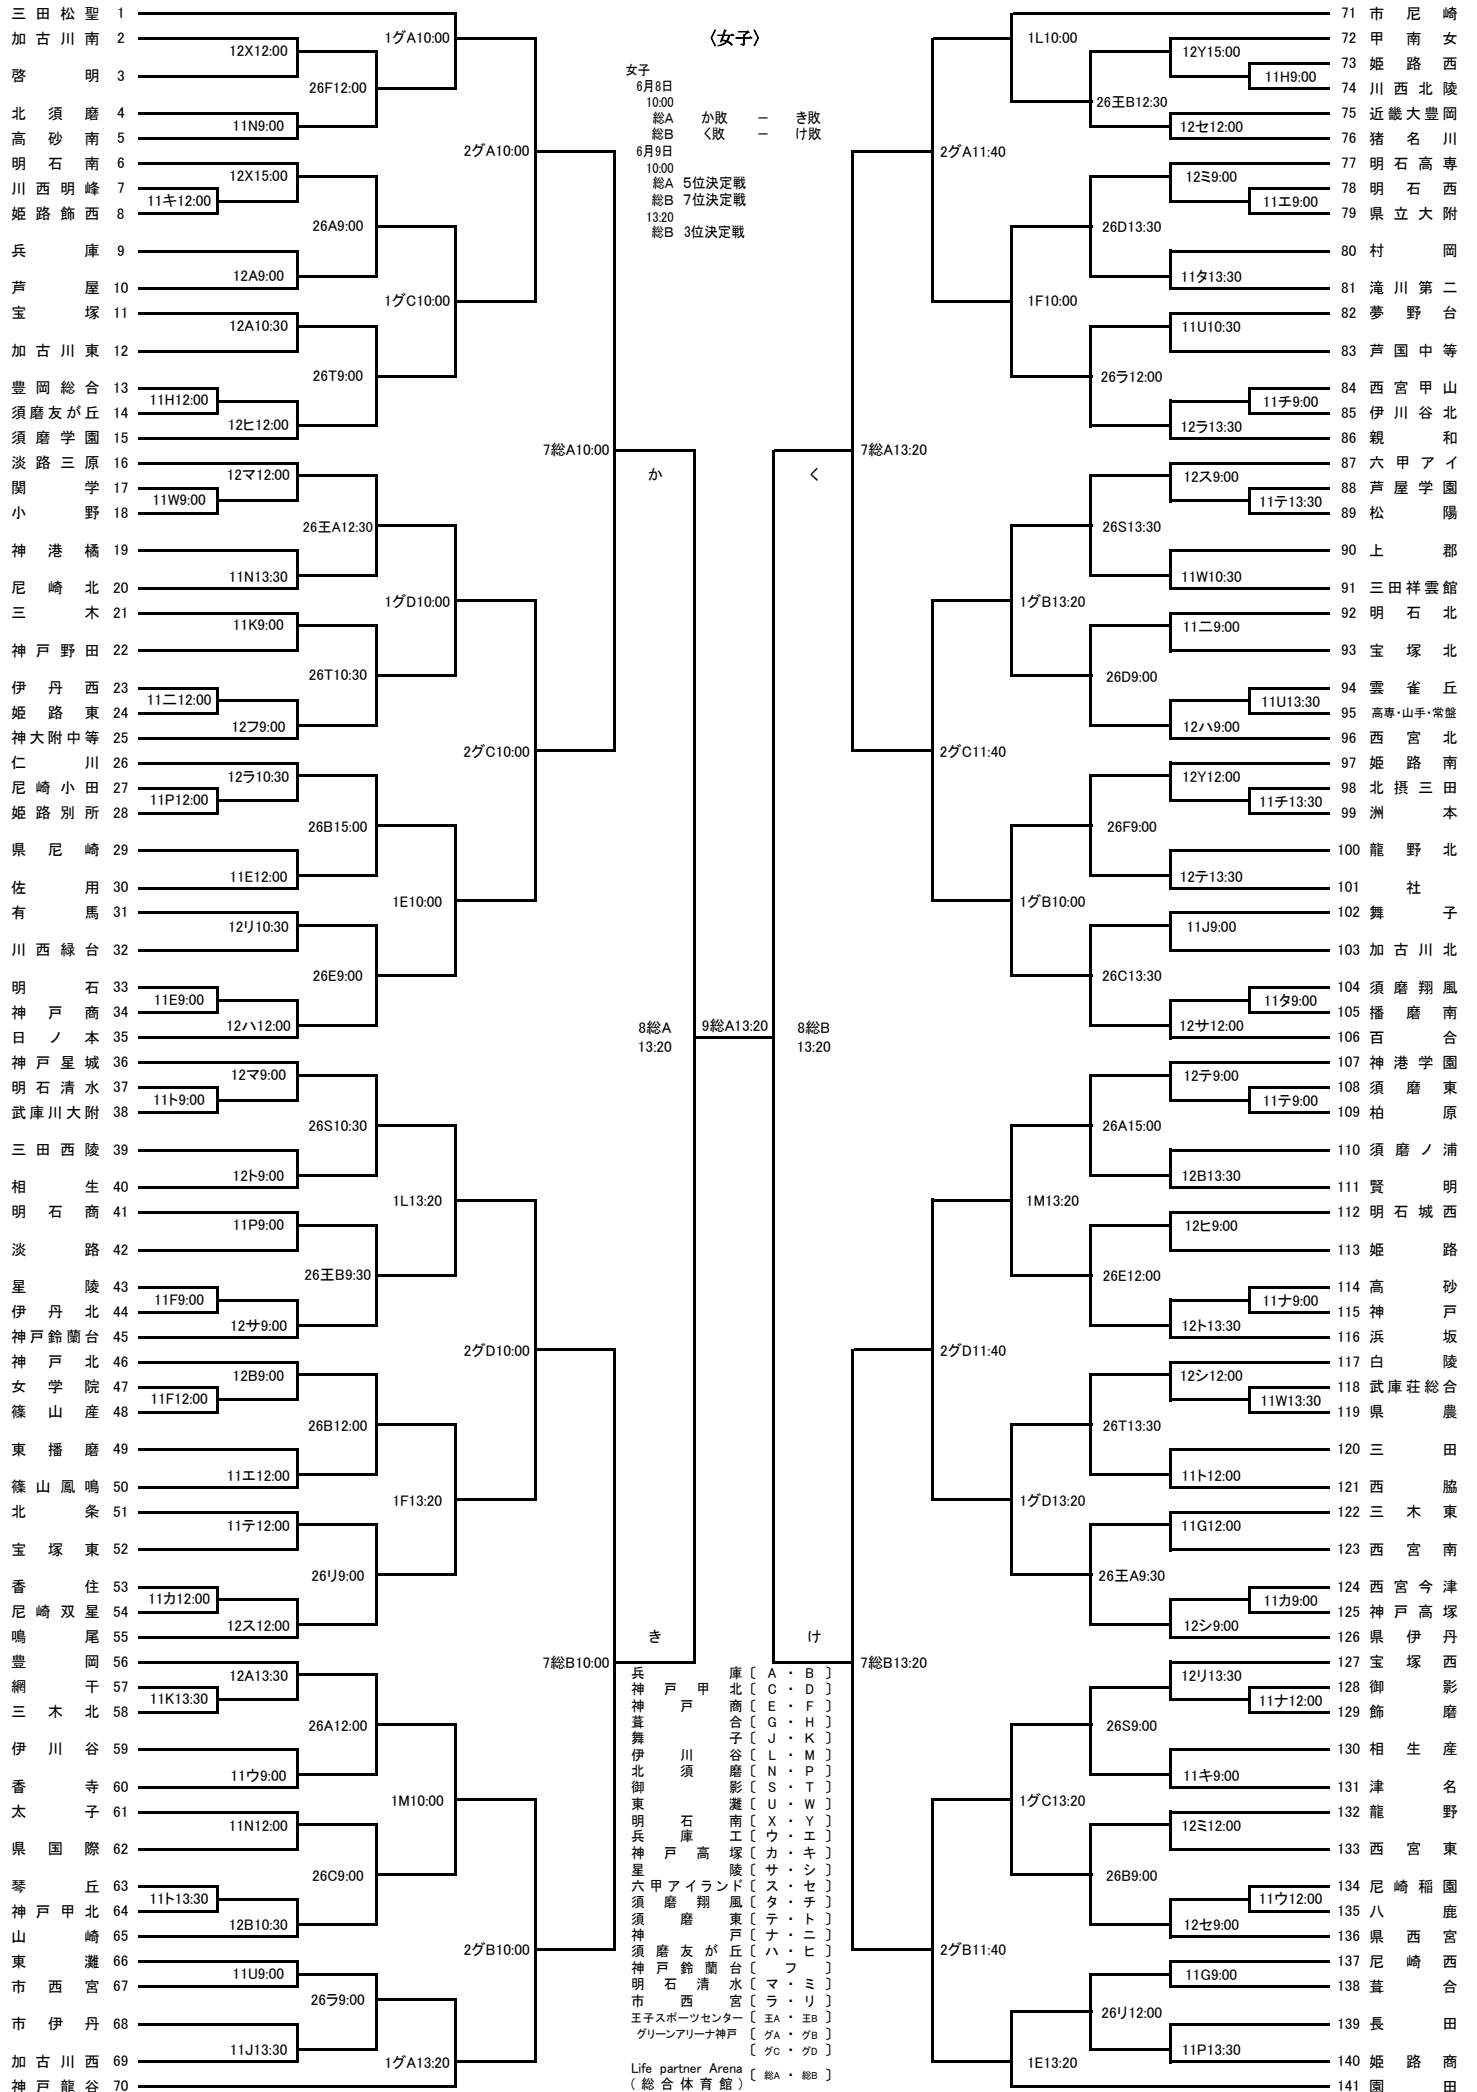 〈女子〉
女子
6月8日
10:00
総A か敗 － き敗
総B く敗 － け敗
6月9日
10:00
総A 5位決定戦
総B 7位決定戦
13:20
総B 3位決定戦
三田松聖 1
加古川南 2
啓明 3
北須磨 4
高砂南 5
明石南 6
川西明峰 7
姫路飾西 8
兵庫 9
芦屋 10
宝塚 11
加古川東 12
豊岡総合 13
須磨友が丘 14
須磨学園 15
淡路三原 16
関学 17
小野 18
神港橘 19
尼崎北 20
三木 21
神戸野田 22
伊丹西 23
姫路東 24
神大附中等 25
仁川 26
尼崎小田 27
姫路別所 28
県尼崎 29
佐用 30
有馬 31
川西緑台 32
明石 33
神戸商 34
日ノ本 35
神戸星城 36
明石清水 37
武庫川大附 38
三田西陵 39
相生 40
明石商 41
淡路 42
星陵 43
伊丹北 44
神戸鈴蘭台 45
神戸北 46
女学院 47
篠山産 48
東播磨 49
篠山鳳鳴 50
北条 51
宝塚東 52
香住 53
尼崎双星 54
鳴尾 55
豊岡 56
網干 57
三木北 58
伊川谷 59
香寺 60
太子 61
県国際 62
琴丘 63
神戸甲北 64
山崎 65
東灘 66
市西宮 67
市伊丹 68
加古川西 69
神戸龍谷 70
11キ12:00
11H12:00
11W9:00
11ニ12:00
11P12:00
11E9:00
11ト9:00
11F9:00
11F12:00
11カ12:00
11K13:30
11ト13:30
12X12:00
11N9:00
12X15:00
12A9:00
12A10:30
12ヒ12:00
12マ12:00
11N13:30
11K9:00
12フ9:00
12ラ10:30
11E12:00
12リ10:30
12ハ12:00
12マ9:00
12ト9:00
11P9:00
12サ9:00
12B9:00
11エ12:00
11テ12:00
12ス12:00
12A13:30
11ウ9:00
11N12:00
12B10:30
11U9:00
11J13:30
26F12:00
26A9:00
26T9:00
26王A12:30
26T10:30
26B15:00
26E9:00
26S10:30
26王B9:30
26B12:00
26リ9:00
26A12:00
26C9:00
26ラ9:00
1グA10:00
1グC10:00
1グD10:00
1E10:00
1L13:20
1F13:20
1M10:00
1グA13:20
2グA10:00
2グC10:00
2グD10:00
2グB10:00
7総A10:00
7総B10:00
か
き
8総A
13:20
9総A13:20
8総B
13:20
く
け
7総A13:20
7総B13:20
2グA11:40
2グC11:40
2グD11:40
2グB11:40
1L10:00
1F10:00
1グB13:20
1グB10:00
1M13:20
1グD13:20
1グC13:20
1E13:20
26王B12:30
26D13:30
26ラ12:00
26S13:30
26D9:00
26F9:00
26C13:30
26A15:00
26E12:00
26T13:30
26王A9:30
26S9:00
26B9:00
26リ12:00
12Y15:00
12セ12:00
12ミ9:00
11タ13:30
11U10:30
12ラ13:30
12ス9:00
11W10:30
11ニ9:00
12ハ9:00
12Y12:00
12テ13:30
11J9:00
12サ12:00
12テ9:00
12B13:30
12ヒ9:00
12ト13:30
12シ12:00
11ト12:00
11G12:00
12シ9:00
12リ13:30
11キ9:00
12ミ12:00
12セ9:00
11G9:00
11P13:30
11H9:00
11エ9:00
11チ9:00
11テ13:30
11U13:30
11チ13:30
11タ9:00
11テ9:00
11ナ9:00
11W13:30
11カ9:00
11ナ12:00
11ウ12:00
71 市尼崎
72 甲南女
73 姫路西
74 川西北陵
75 近畿大豊岡
76 猪名川
77 明石高専
78 明石西
79 県立大附
80 村岡
81 滝川第二
82 夢野台
83 芦国中等
84 西宮甲山
85 伊川谷北
86 親和
87 六甲アイ
88 芦屋学園
89 松陽
90 上郡
91 三田祥雲館
92 明石北
93 宝塚北
94 雲雀丘
95 高専・山手・常盤
96 西宮北
97 姫路南
98 北摂三田
99 洲本
100 龍野北
101 社
102 舞子
103 加古川北
104 須磨翔風
105 播磨南
106 百合
107 神港学園
108 須磨東
109 柏原
110 須磨ノ浦
111 賢明
112 明石城西
113 姫路
114 高砂
115 神戸
116 浜坂
117 白陵
118 武庫荘総合
119 県農
120 三田
121 西脇
122 三木東
123 西宮南
124 西宮今津
125 神戸高塚
126 県伊丹
127 宝塚西
128 御影
129 飾磨
130 相生産
131 津名
132 龍野
133 西宮東
134 尼崎稲園
135 八鹿
136 県西宮
137 尼崎西
138 葺合
139 長田
140 姫路商
141 園田
兵庫〔A・B〕
神戸甲北〔C・D〕
神戸商〔E・F〕
葺合〔G・H〕
舞子〔J・K〕
伊川谷〔L・M〕
北須磨〔N・P〕
御影〔S・T〕
東灘〔U・W〕
明石南〔X・Y〕
兵庫工〔ウ・エ〕
神戸高塚〔カ・キ〕
星陵〔サ・シ〕
六甲アイランド〔ス・セ〕
須磨翔風〔タ・チ〕
須磨東〔テ・ト〕
神戸〔ナ・ニ〕
須磨友が丘〔ハ・ヒ〕
神戸鈴蘭台〔フ〕
明石清水〔マ・ミ〕
市西宮〔ラ・リ〕
王子スポーツセンター〔王A・王B〕
グリーンアリーナ神戸〔グA・グB〕
〔グC・グD〕
Life partner Arena
(総合体育館)〔総A・総B〕